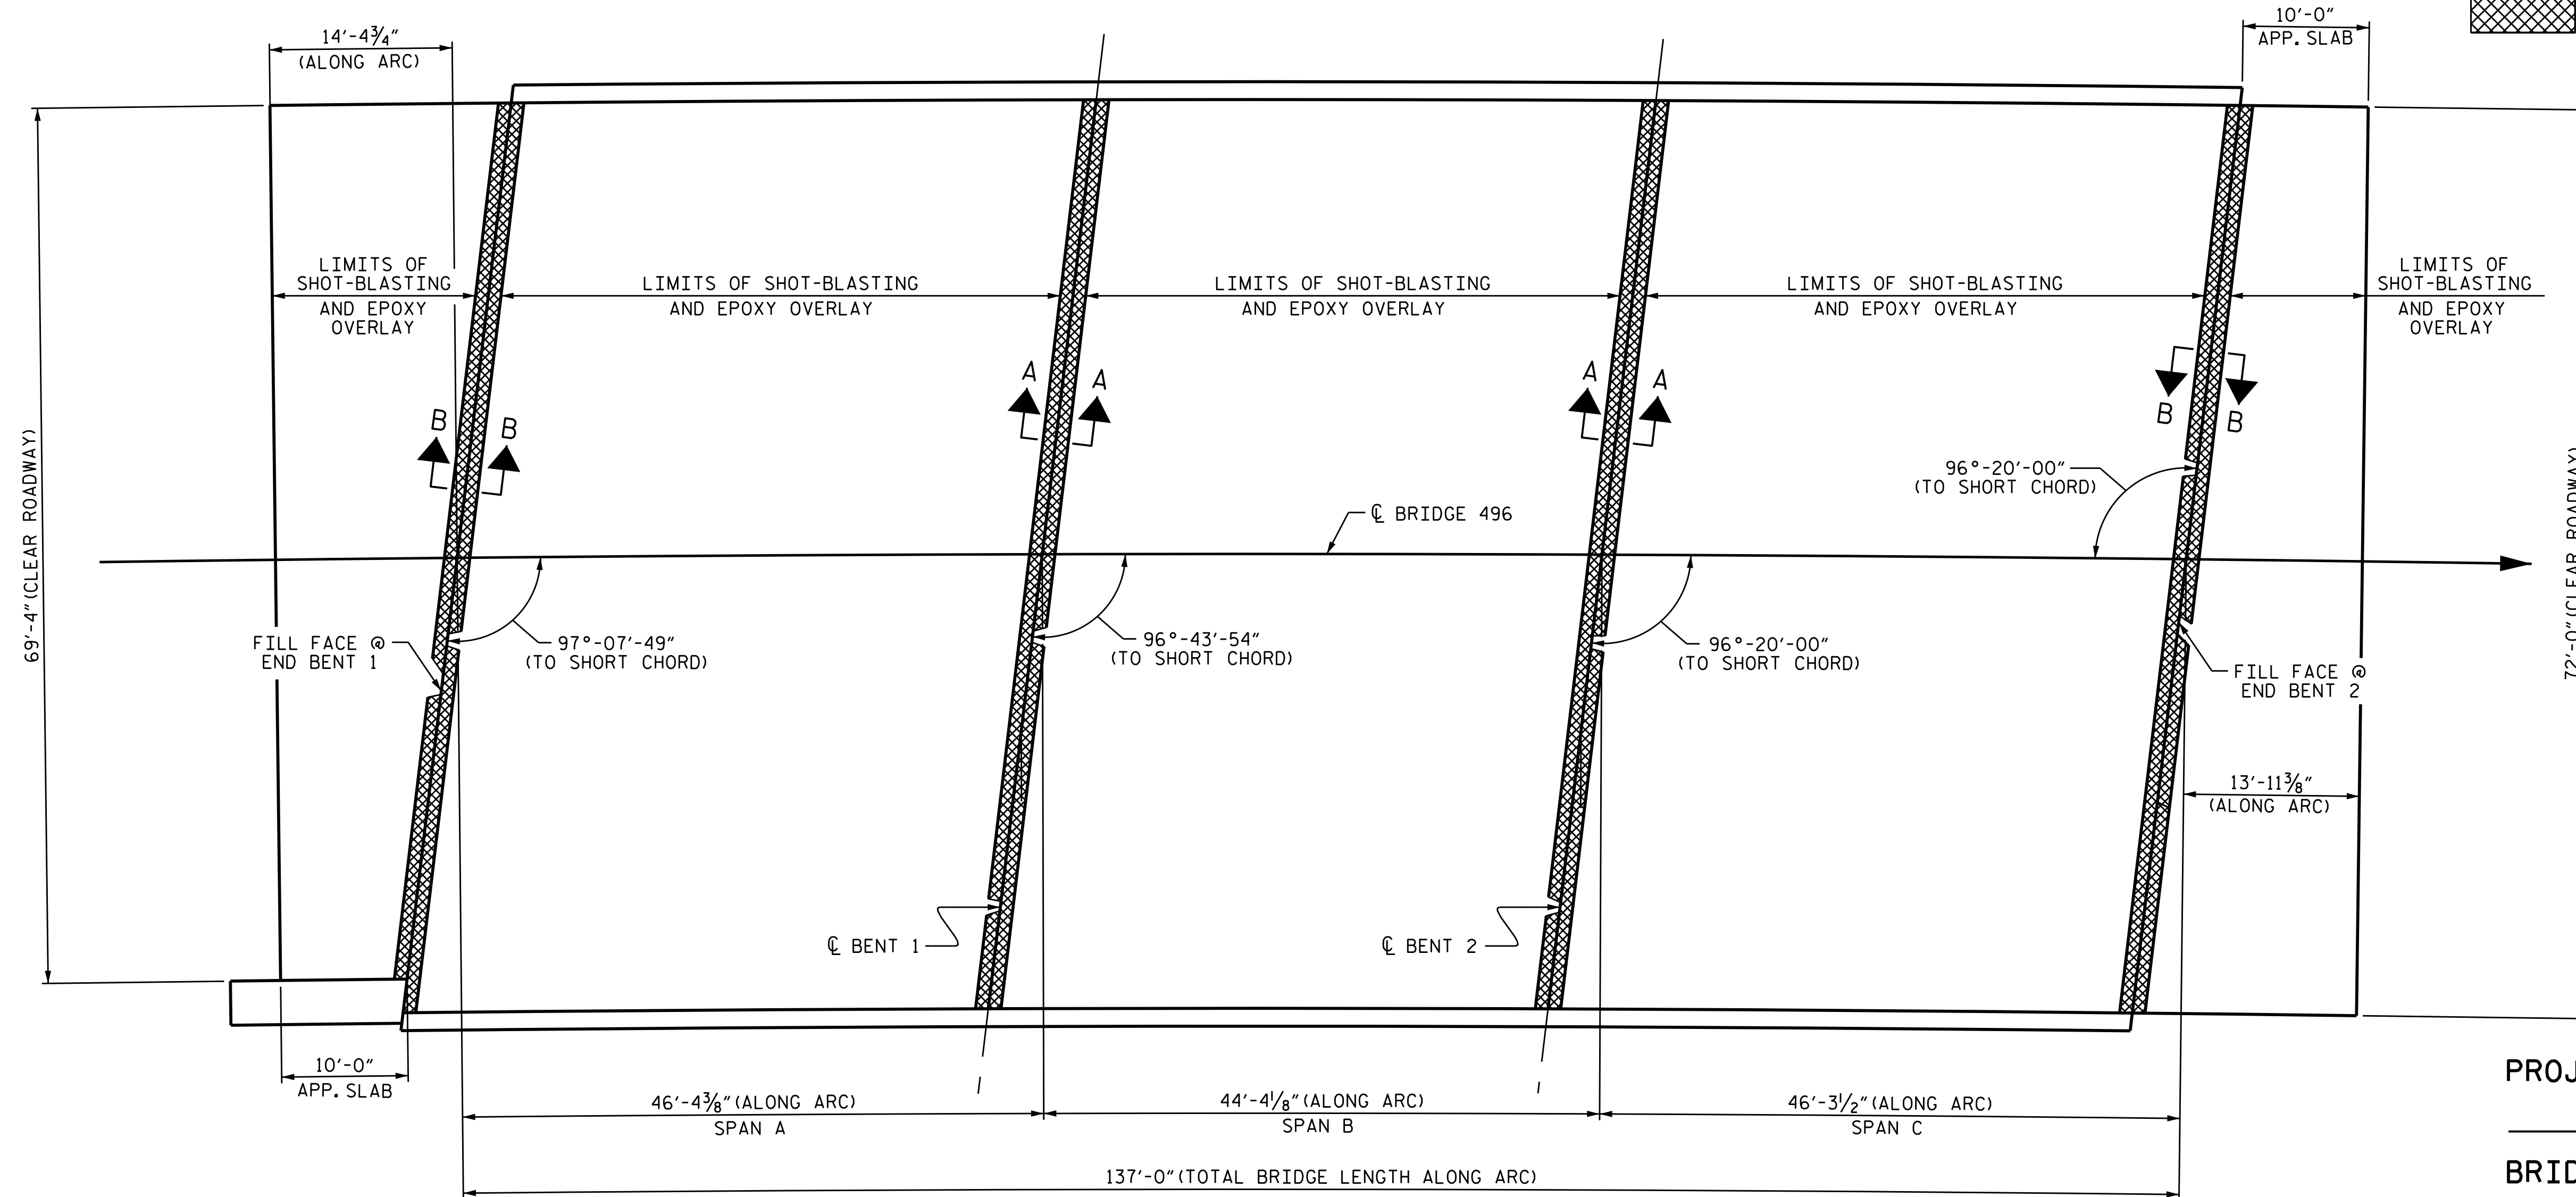 14'-4¾"
(ALONG ARC)
10'-0"
APP. SLAB
LIMITS OF
SHOT-BLASTING
AND EPOXY
OVERLAY
LIMITS OF SHOT-BLASTING
AND EPOXY OVERLAY
LIMITS OF SHOT-BLASTING
AND EPOXY OVERLAY
LIMITS OF SHOT-BLASTING
AND EPOXY OVERLAY
LIMITS OF
SHOT-BLASTING
AND EPOXY
OVERLAY
69'-4" (CLEAR ROADWAY)
72'-0" (CLEAR ROADWAY)
B
B
A
A
A
A
B
B
96°-20'-00"
(TO SHORT CHORD)
℄ BRIDGE 496
FILL FACE @
END BENT 1
97°-07'-49"
(TO SHORT CHORD)
96°-43'-54"
(TO SHORT CHORD)
96°-20'-00"
(TO SHORT CHORD)
FILL FACE @
END BENT 2
13'-11⅜"
(ALONG ARC)
℄ BENT 1
℄ BENT 2
10'-0"
APP. SLAB
46'-4⅜" (ALONG ARC)
SPAN A
44'-4⅛" (ALONG ARC)
SPAN B
46'-3½" (ALONG ARC)
SPAN C
137'-0" (TOTAL BRIDGE LENGTH ALONG ARC)
PROJ
BRID